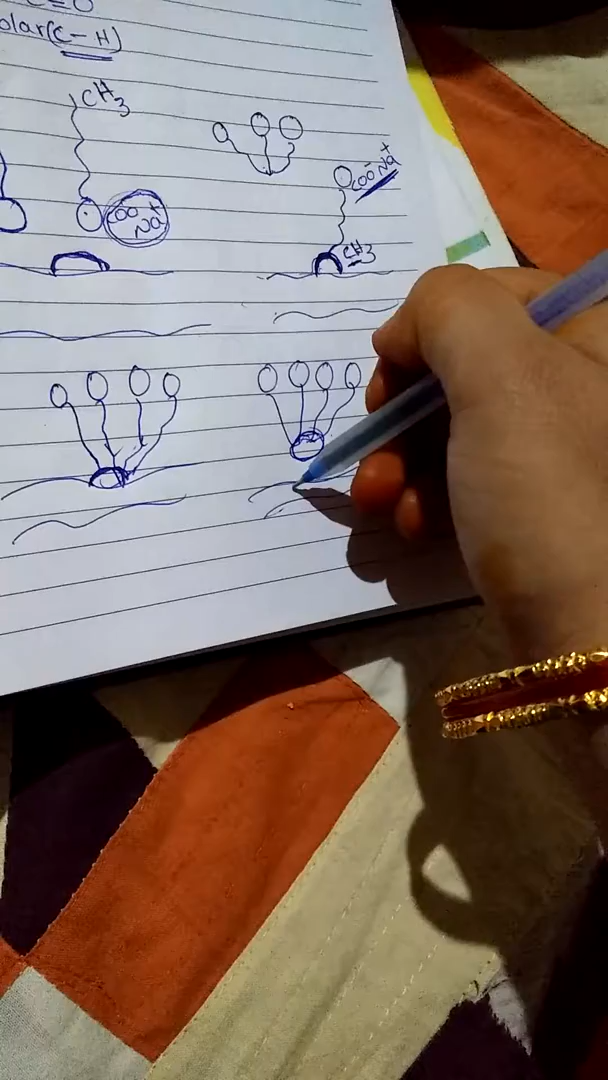 C=O
olar(C-H)
CH3
COO⁻Na⁺
COO⁻
Na⁺
CH3